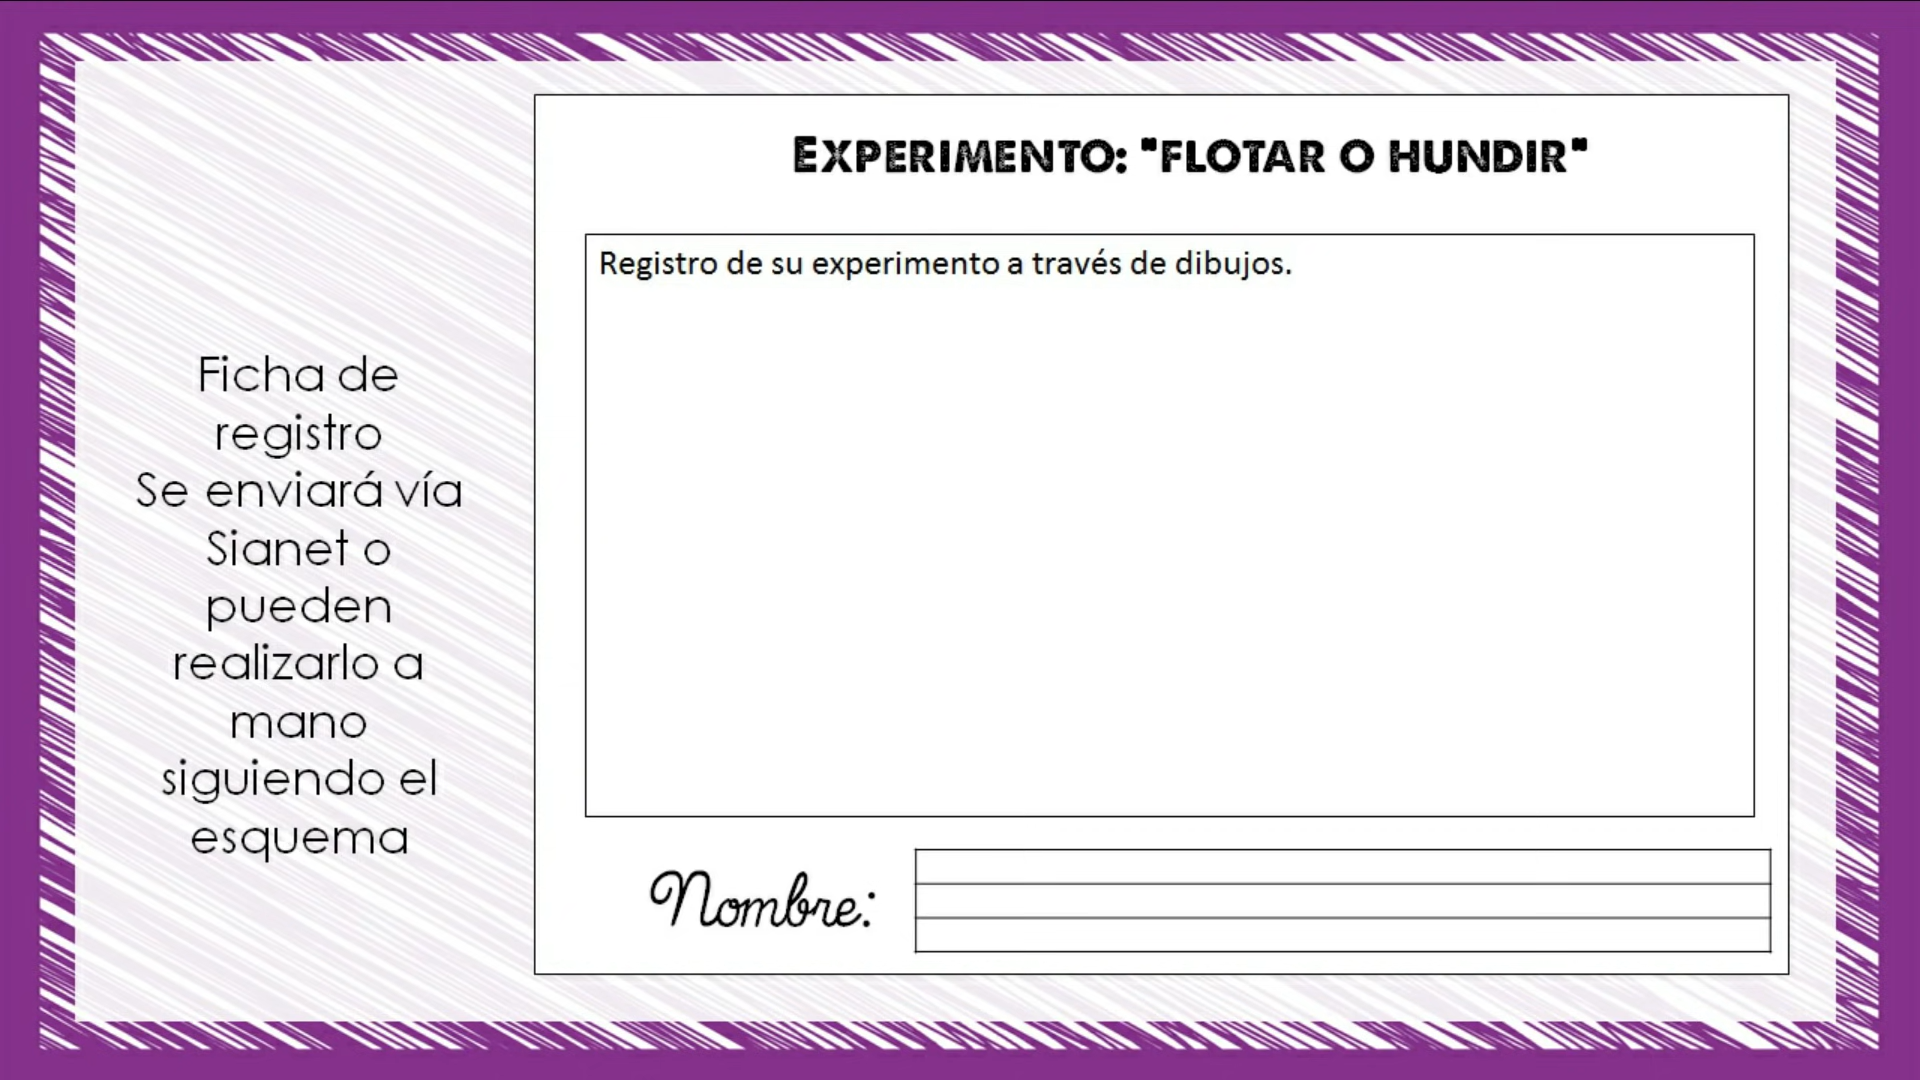 Ficha de
registro
Se enviará vía
Sianet o
pueden
realizarlo a
mano
siguiendo el
esquema
EXPERIMENTO: "FLOTAR O HUNDIR"
Registro de su experimento a través de dibujos.
Nombre: